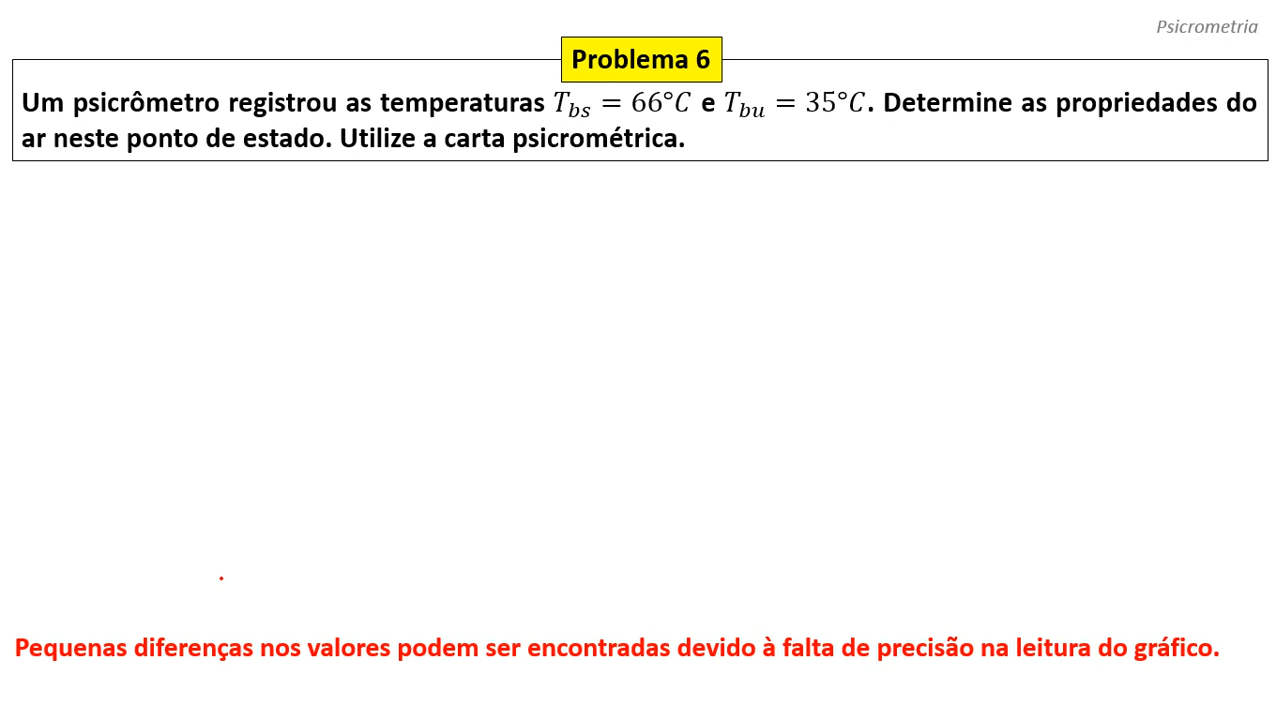 Psicrometria
Problema 6
Um psicrômetro registrou as temperaturas T_bs = 66°C e T_bu = 35°C. Determine as propriedades do
ar neste ponto de estado. Utilize a carta psicrométrica.
Pequenas diferenças nos valores podem ser encontradas devido à falta de precisão na leitura do gráfico.